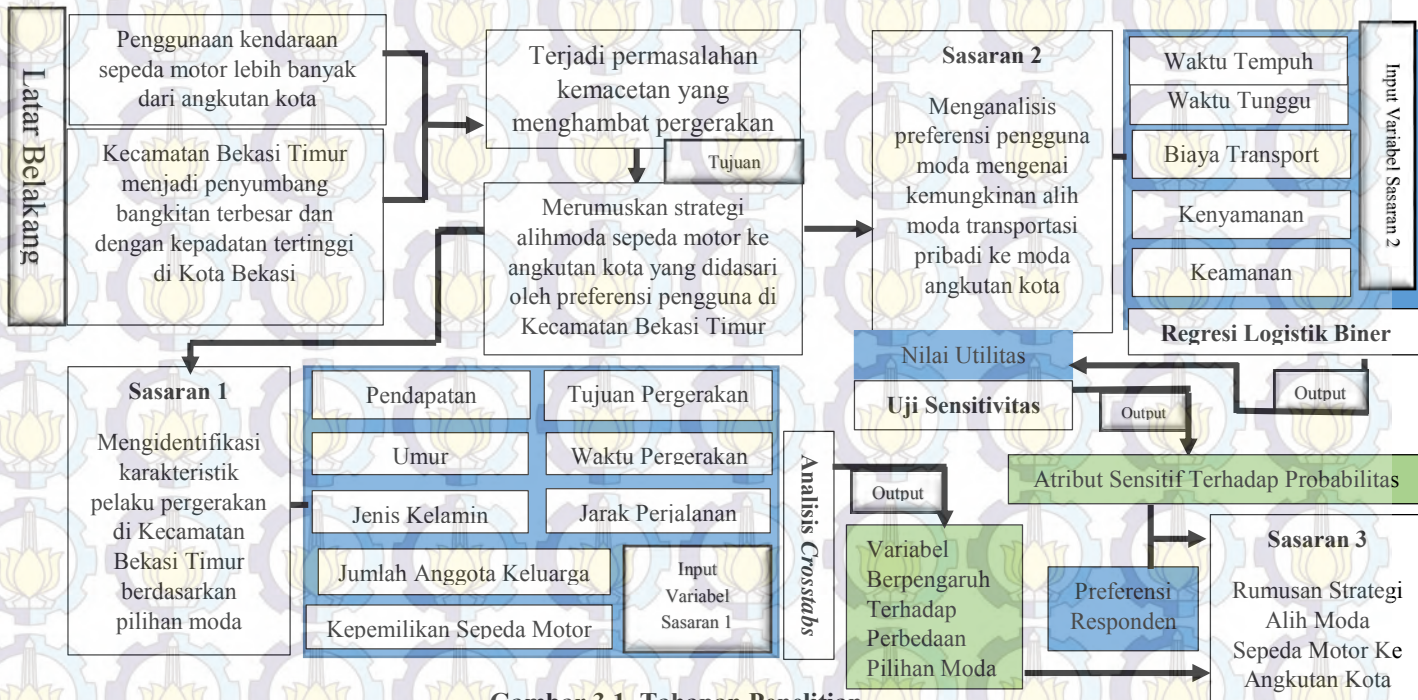 Latar Belakang
Penggunaan kendaraan
sepeda motor lebih banyak
dari angkutan kota
Kecamatan Bekasi Timur
menjadi penyumbang
bangkitan terbesar dan
dengan kepadatan tertinggi
di Kota Bekasi
Terjadi permasalahan
kemacetan yang
menghambat pergerakan
Tujuan
Merumuskan strategi
alihmoda sepeda motor ke
angkutan kota yang didasari
oleh preferensi pengguna di
Kecamatan Bekasi Timur
Sasaran 2
Menganalisis
preferensi pengguna
moda mengenai
kemungkinan alih
moda transportasi
pribadi ke moda
angkutan kota
Waktu Tempuh
Waktu Tunggu
Biaya Transport
Kenyamanan
Keamanan
Input Variabel Sasaran 2
Regresi Logistik Biner
Output
Nilai Utilitas
Uji Sensitivitas
Output
Atribut Sensitif Terhadap Probabilitas
Sasaran 1
Mengidentifikasi
karakteristik
pelaku pergerakan
di Kecamatan
Bekasi Timur
berdasarkan
pilihan moda
Pendapatan
Tujuan Pergerakan
Umur
Waktu Pergerakan
Jenis Kelamin
Jarak Perjalanan
Jumlah Anggota Keluarga
Kepemilikan Sepeda Motor
Input
Variabel
Sasaran 1
Analisis Crosstabs
Output
Variabel
Berpengaruh
Terhadap
Perbedaan
Pilihan Moda
Preferensi
Responden
Sasaran 3
Rumusan Strategi
Alih Moda
Sepeda Motor Ke
Angkutan Kota
Gambar 3.1 Tahapan Penelitian